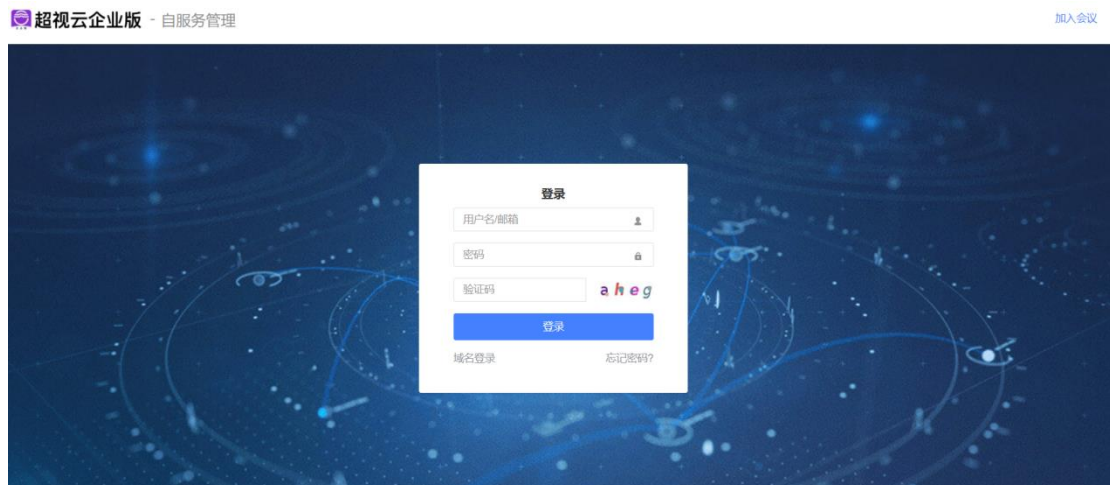 超视云企业版 - 自服务管理
加入会议
登录
用户名/邮箱
密码
验证码 aheg
登录
域名登录 忘记密码?